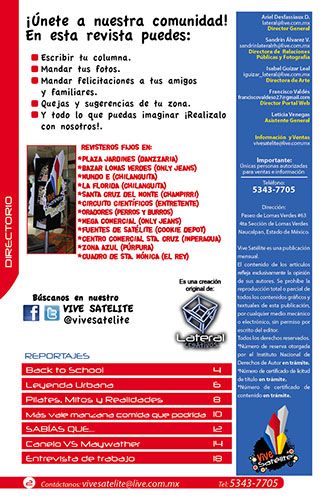 ¡Únete a nuestra comunidad!
En esta revista puedes:
Escribir tu columna.
Mandar tus fotos.
Mandar felicitaciones a tus amigos
y familiares.
Quejas y sugerencias de tu zona.
Y todo lo que puedas imaginar ¡Realízalo
con nosotros!.
REVISTEROS FIJOS EN:
*PLAZA JARDINES (DANZZARIA)
*BAZAR LOMAS VERDES (ONLY JEANS)
*MUNDO E (CHILANGUITA)
*LA FLORIDA (CHILANGUITA)
*SANTA CRUZ DEL MONTE (CHAMPIRRI)
*CIRCUITO CIENTÍFICOS (ENTRETENTE)
*ORADORES (PERROS Y BURROS)
*MEGA COMERCIAL (ONLY JEANS)
*FUENTES DE SATÉLITE (COOKIE DEPOT)
*CENTRO COMERCIAL STA. CRUZ (IMPERAGUA)
*ZONA AZUL (PÚRPURA)
*CUADRO DE STA. MÓNICA (EL REY)
DIRECTORIO
Búscanos en nuestro
VIVE SATELITE
@vivesatelite
Es una creación
original de:
Lateral
REPORTAJES
Back to School 4
Leyenda Urbana 6
Pilates, Mitos y Realidades 8
Más vale manzana comida que podrida 10
SABÍAS QUE... 12
Canelo VS Maywather 14
Entrevista de trabajo 18
Contáctanos: vivesatelite@live.com.mx Tel: 5343-7705
Ariel Desfassiaux D.
lateral@live.com.mx
Director General
Sandrin Álvarez V.
sandriolateralrh@live.com.mx
Directora de Relaciones
Públicas y Fotografía
Isabel Guizar Leal
iguizar_lateral@live.com.mx
Directora de Arte
Francisco Valdés
franciscovaldes27@gmail.com
Director Portal Web
Leticia Venegas
Asistente General
Información y Ventas
vivesatelite@live.com.mx
Importante:
Únicas personas autorizadas
para ventas e información
Teléfono:
5343-7705
Dirección:
Paseo de Lomas Verdes #63
4ta Sección de Lomas Verdes
Naucalpan, Estado de México
Vive Satélite es una publicación
mensual.
El contenido de los artículos
refleja exclusivamente la opinión
de sus autores. Se prohíbe la
reproducción total o parcial de
todos los contenidos gráficos y
textuales de esta publicación,
por cualquier medio mecánico
o electrónico, sin permiso por
escrito del editor.
Todos los derechos reservados.
*Número de reserva otorgada
por el Instituto Nacional de
Derechos de Autor en trámite.
*Número de certificado de licitud
de título en trámite.
*Número de certificado de
contenido en trámite.
Vive
Satélite